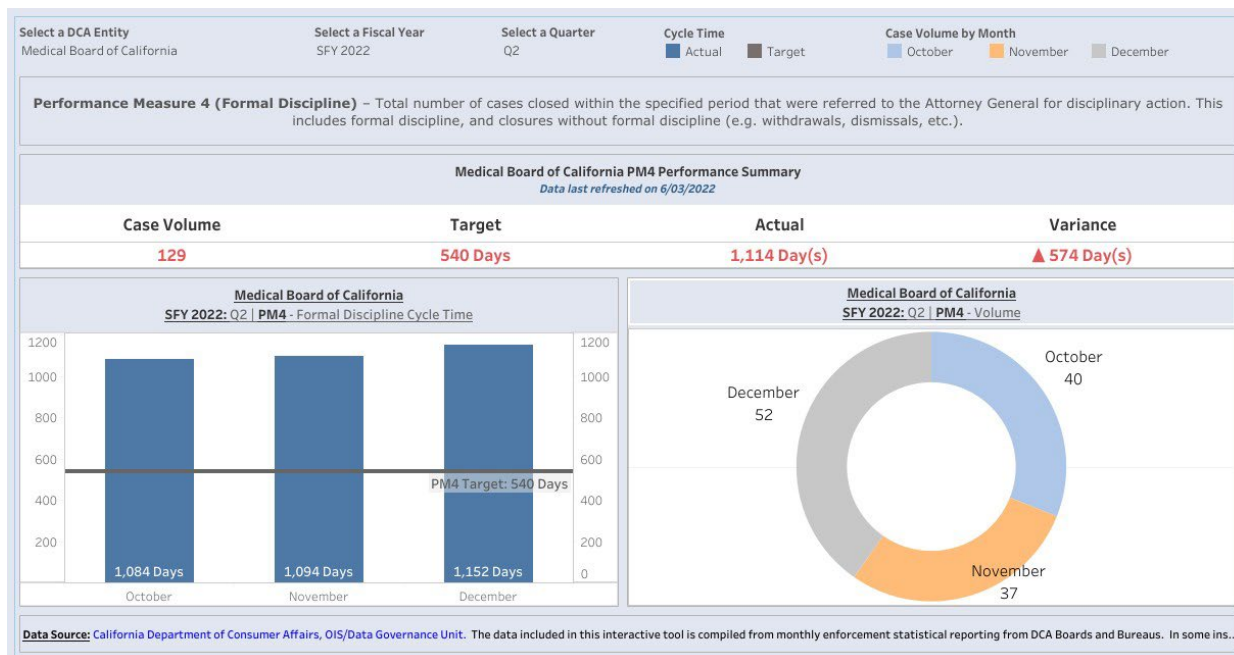 Select a DCA Entity
Medical Board of California
Select a Fiscal Year
SFY 2022
Select a Quarter
Q2
Cycle Time
Actual
Target
Case Volume by Month
October
November
December
Performance Measure 4 (Formal Discipline) – Total number of cases closed within the specified period that were referred to the Attorney General for disciplinary action. This
includes formal discipline, and closures without formal discipline (e.g. withdrawals, dismissals, etc.).
Medical Board of California PM4 Performance Summary
Data last refreshed on 6/03/2022
Case Volume Target Actual Variance
129 540 Days 1,114 Day(s) ▲ 574 Day(s)
Medical Board of California
SFY 2022: Q2 | PM4 - Formal Discipline Cycle Time
1200 1200
1000 1000
800 800
600 600
PM4 Target: 540 Days
400 400
200 200
0
1,084 Days 1,094 Days 1,152 Days
October November December
Medical Board of California
SFY 2022: Q2 | PM4 - Volume
October
40
December
52
November
37
Data Source: California Department of Consumer Affairs, OIS/Data Governance Unit. The data included in this interactive tool is compiled from monthly enforcement statistical reporting from DCA Boards and Bureaus. In some ins..